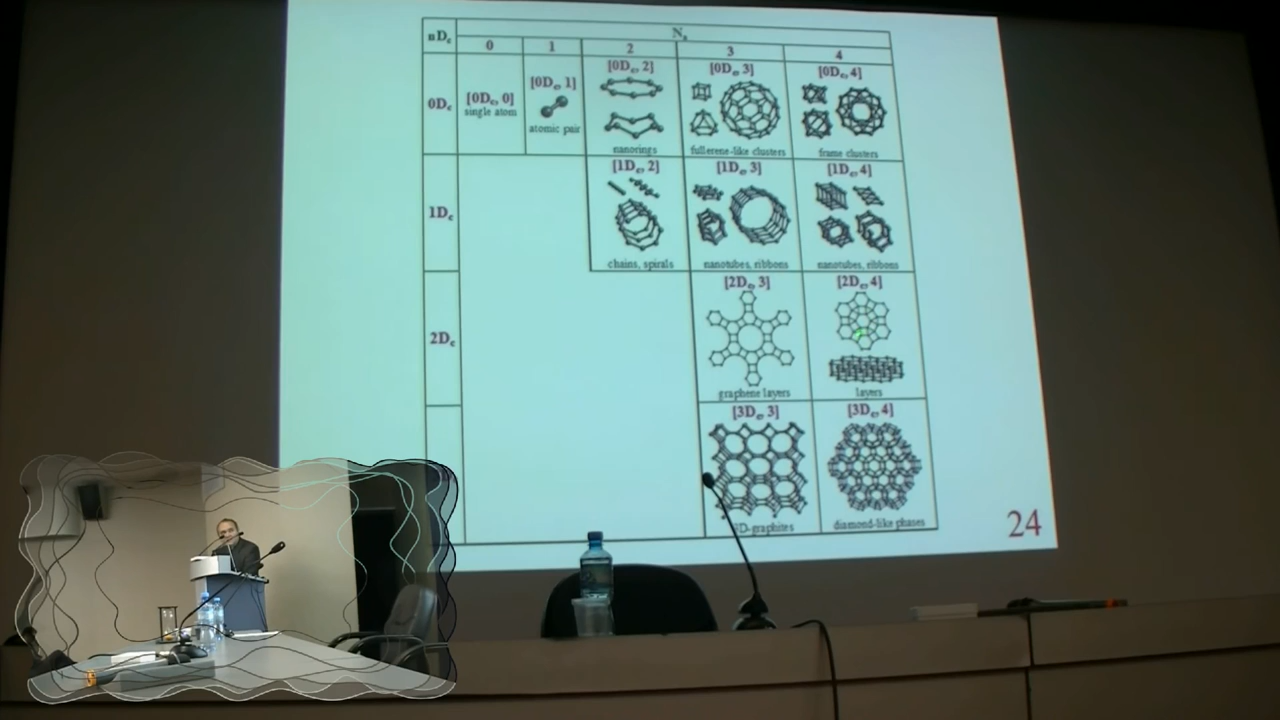 nDc
Nn
0
1
2
3
4
0Dc
[0Dc, 0]
single atom
[0Dc, 1]
atomic pair
[0Dc, 2]
nanorings
[0Dc, 3]
fullerene-like clusters
[0Dc, 4]
frame clusters
1Dc
[1Dc, 2]
chains, spirals
[1Dc, 3]
nanotubes, ribbons
[1Dc, 4]
nanotubes, ribbons
2Dc
[2Dc, 3]
graphene layers
[2Dc, 4]
layers
[3Dc, 3]
3D-graphites
[3Dc, 4]
diamond-like phases
24